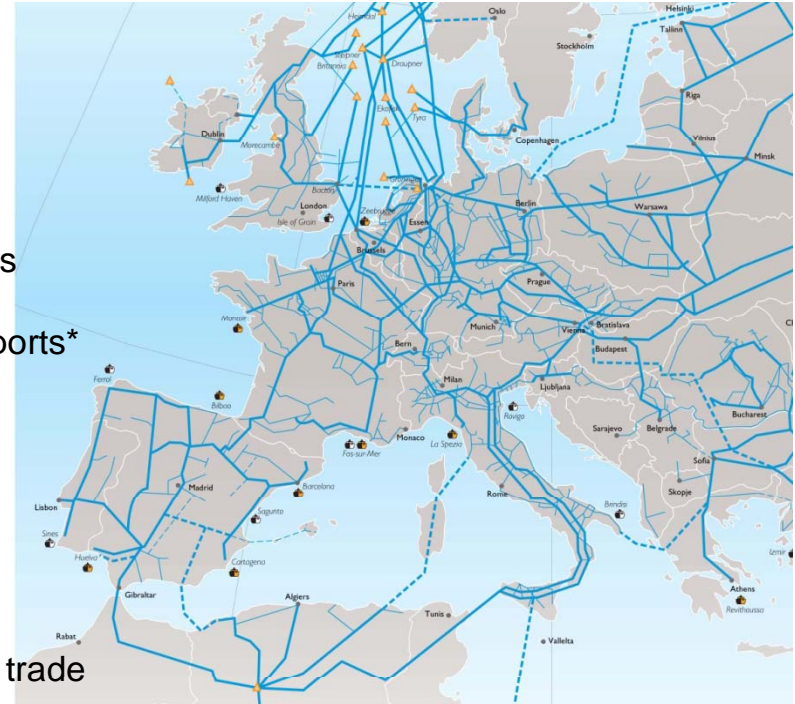 Heimdal
Oslo
Helsinki
Tallinn
Stockholm
Sleipner
Britannia
Draupner
Riga
Ekofisk
Tyra
Dublin
Morecambe
Copenhagen
Vilnius
Minsk
Milford Haven
Bacton
Groningen
London
Isle of Grain
Zeebrugge
Essen
Berlin
Warsawa
Brussels
s
Paris
Prague
ports*
Montoir
Munich
Vienna
Bratislava
Budapest
Bern
Ferrol
Milan
Ljubljana
Bilbao
Rovigo
Bucharest
Monaco
La Spezia
Sarajevo
Belgrade
Fos-sur-Mer
Sofia
Madrid
Barcelona
Rome
Skopje
Lisbon
Sagunto
Brindisi
Sines
Huelva
Cartagena
Izmir
Athens
Revithoussa
Gibraltar
Algiers
Tunis
Rabat
Vallelta
trade